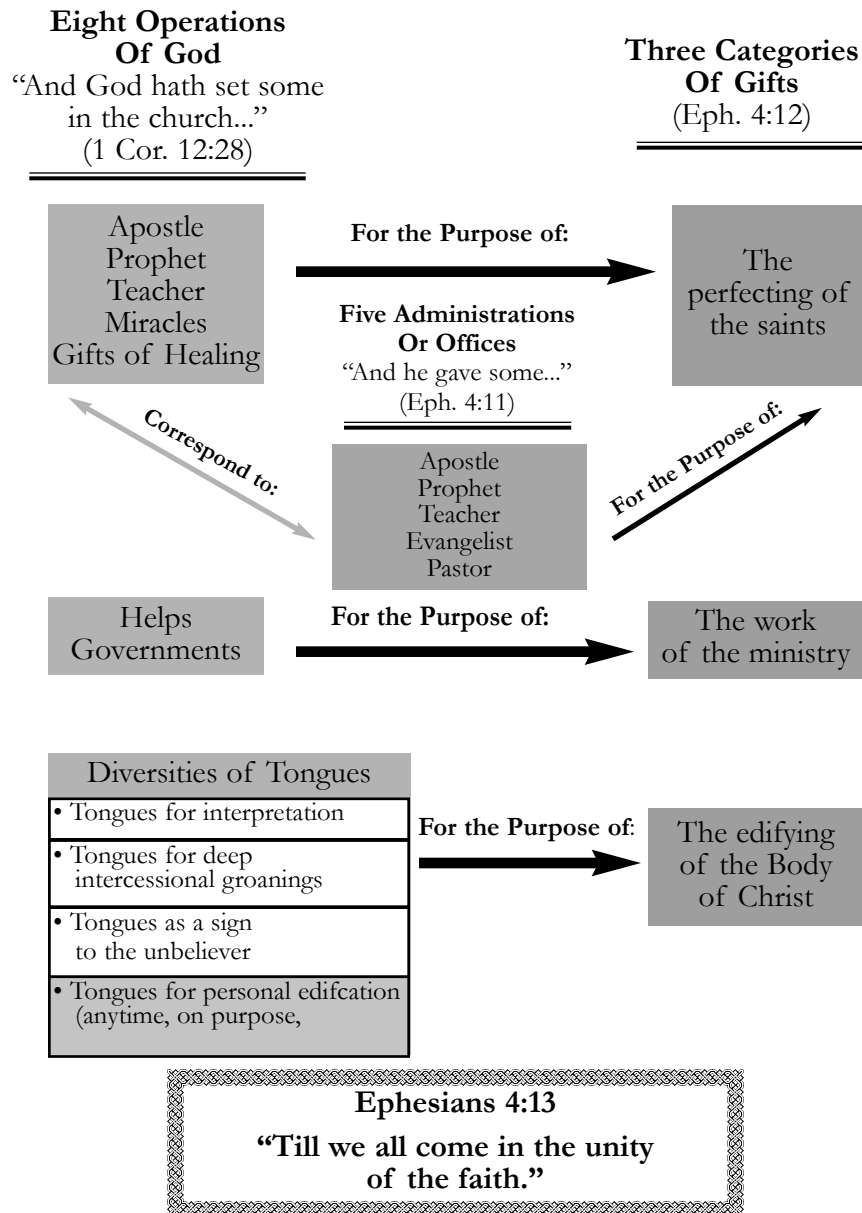 Eight Operations
Of God
“And God hath set some
in the church...”
(1 Cor. 12:28)
Three Categories
Of Gifts
(Eph. 4:12)
Apostle
Prophet
Teacher
Miracles
Gifts of Healing
For the Purpose of:
The
perfecting of
the saints
Five Administrations
Or Offices
“And he gave some...”
(Eph. 4:11)
Correspond to:
Apostle
Prophet
Teacher
Evangelist
Pastor
For the Purpose of:
Helps
Governments
For the Purpose of:
The work
of the ministry
Diversities of Tongues
• Tongues for interpretation
• Tongues for deep
intercessional groanings
• Tongues as a sign
to the unbeliever
• Tongues for personal edifcation
(anytime, on purpose,
For the Purpose of:
The edifying
of the Body
of Christ
Ephesians 4:13
“Till we all come in the unity
of the faith.”